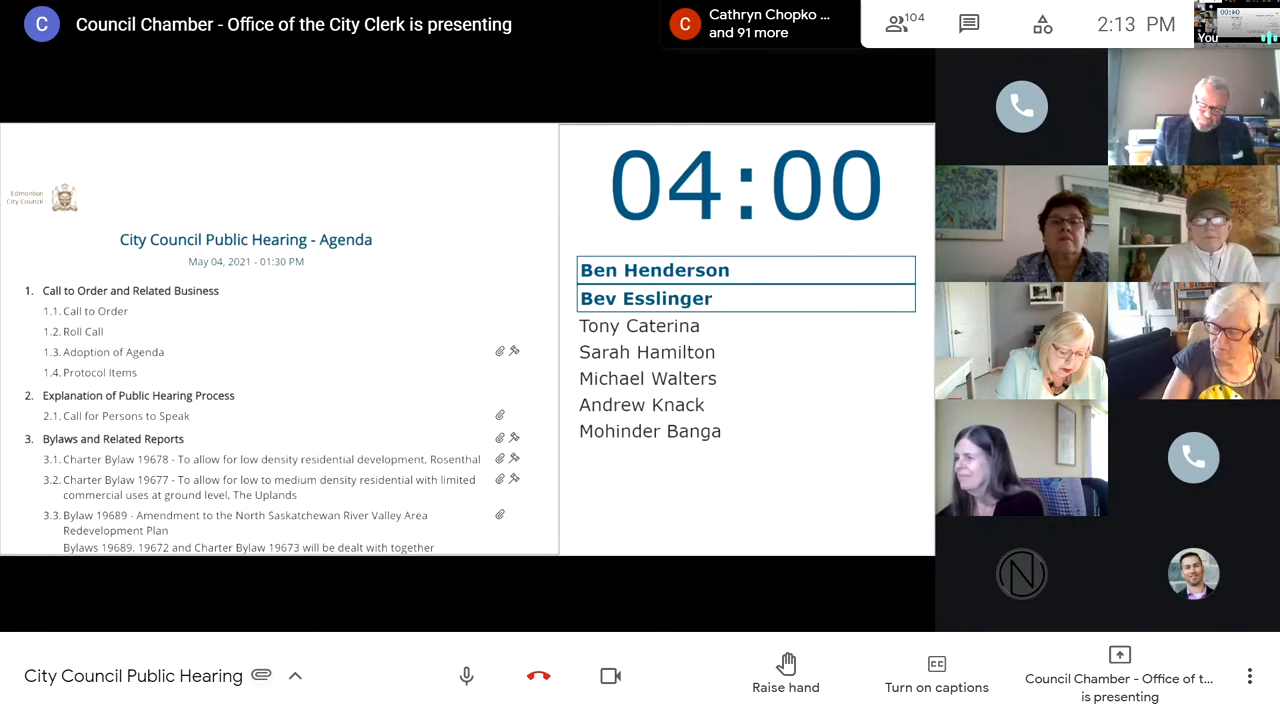 C
Council Chamber - Office of the City Clerk is presenting
C
Cathryn Chopko ...
and 91 more
104
2:13 PM
You
Edmonton
City Council
City Council Public Hearing - Agenda
May 04, 2021 - 01:30 PM
1. Call to Order and Related Business
1.1. Call to Order
1.2. Roll Call
1.3. Adoption of Agenda
1.4. Protocol Items
2. Explanation of Public Hearing Process
2.1. Call for Persons to Speak
3. Bylaws and Related Reports
3.1. Charter Bylaw 19678 - To allow for low density residential development, Rosenthal
3.2. Charter Bylaw 19677 - To allow for low to medium density residential with limited
commercial uses at ground level, The Uplands
3.3. Bylaw 19689 - Amendment to the North Saskatchewan River Valley Area
Redevelopment Plan
Bylaws 19689, 19672 and Charter Bylaw 19673 will be dealt with together
04:00
Ben Henderson
Bev Esslinger
Tony Caterina
Sarah Hamilton
Michael Walters
Andrew Knack
Mohinder Banga
N
City Council Public Hearing
Raise hand
Turn on captions
Council Chamber - Office of t...
is presenting